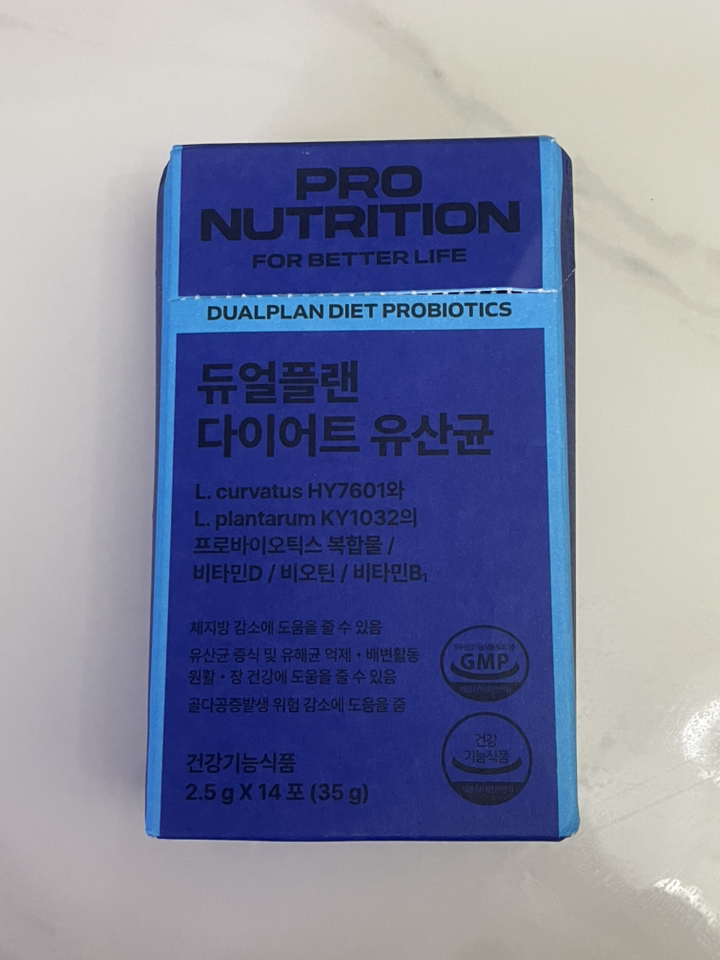 PRO
NUTRITION
FOR BETTER LIFE
DUALPLAN DIET PROBIOTICS
듀얼플랜
다이어트 유산균
L. curvatus HY7601와
L. plantarum KY1032의
프로바이오틱스 복합물 /
비타민D / 비오틴 / 비타민B₁
체지방 감소에 도움을 줄 수 있음
유산균 증식 및 유해균 억제・배변활동
원활・장 건강에 도움을 줄 수 있음
골다공증발생 위험 감소에 도움을 줌
GMP
건강
기능식품
건강기능식품
2.5 g X 14 포 (35 g)